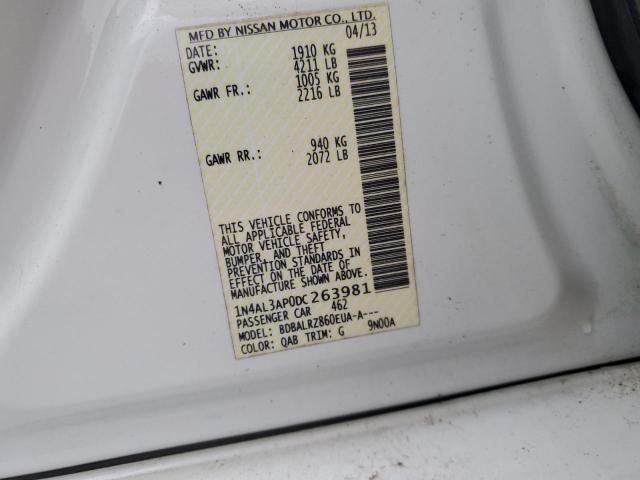 MFD BY NISSAN MOTOR CO., LTD.
DATE: 04/13
GVWR: 1910 KG
4211 LB
GAWR FR.: 1005 KG
2216 LB
GAWR RR.: 940 KG
2072 LB
THIS VEHICLE CONFORMS TO
ALL APPLICABLE FEDERAL
MOTOR VEHICLE SAFETY,
BUMPER, AND THEFT
PREVENTION STANDARDS IN
EFFECT ON THE DATE OF
MANUFACTURE SHOWN ABOVE.
1N4AL3AP0DC263981
PASSENGER CAR 462
MODEL: BDBALRZ860EUA-A---
COLOR: QAB TRIM: G 9N00A